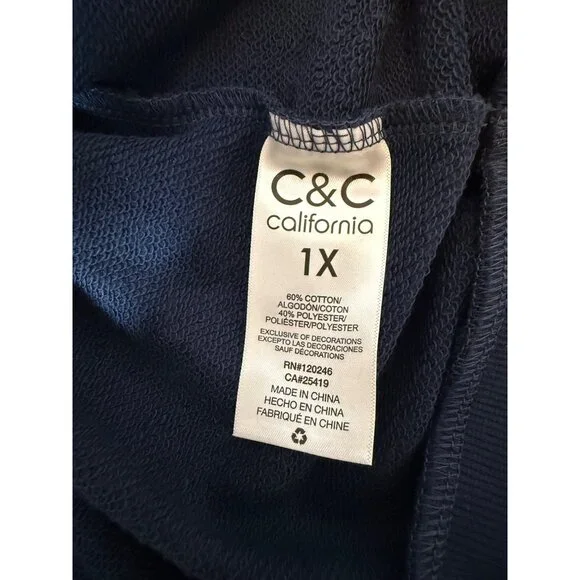 C&C
california
1X
60% COTTON/
ALGODÓN/COTON
40% POLYESTER/
POLIÉSTER/POLYESTER
EXCLUSIVE OF DECORATIONS
EXCEPTO LAS DECORACIONES
SAUF DÉCORATIONS
RN#120246
CA#25419
MADE IN CHINA
HECHO EN CHINA
FABRIQUÉ EN CHINE